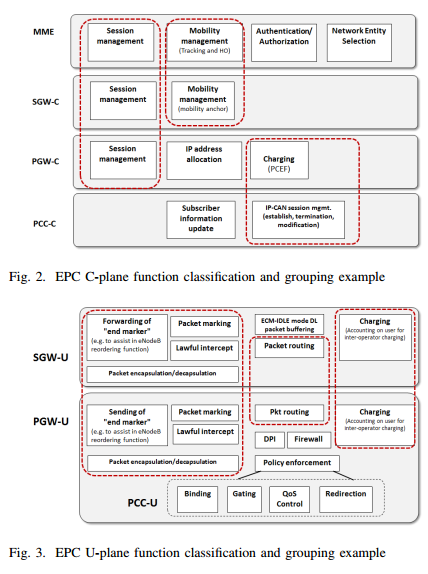 MME
Session
management
Mobility
management
(Tracking and HO)
Authentication/
Authorization
Network Entity
Selection
SGW-C
Session
management
Mobility
management
(mobility anchor)
PGW-C
Session
management
IP address
allocation
Charging
(PCEF)
PCC-C
Subscriber
information
update
IP-CAN session mgmt.
(establish, termination,
modification)
Fig. 2. EPC C-plane function classification and grouping example
SGW-U
Forwarding of
"end marker"
(e.g. to assist in eNodeB
reordering function)
Packet marking
Lawful intercept
Packet encapsulation/decapsulation
ECM-IDLE mode DL
packet buffering
Packet routing
Charging
(Accounting on user for
inter-operator charging)
PGW-U
Sending of
"end marker"
(e.g. to assist in eNodeB
reordering function)
Packet marking
Lawful intercept
Packet encapsulation/decapsulation
Pkt routing
DPI
Firewall
Policy enforcement
Charging
(Accounting on user for
inter-operator charging)
PCC-U
Binding
Gating
QoS
Control
Redirection
Fig. 3. EPC U-plane function classification and grouping example